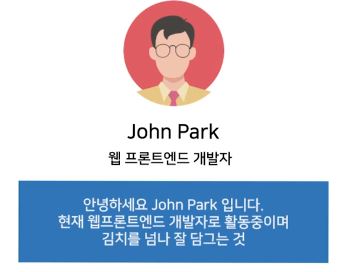 John Park
웹 프론트엔드 개발자
안녕하세요 John Park 입니다.
현재 웹프론트엔드 개발자로 활동중이며
김치를 넘나 잘 담그는 것